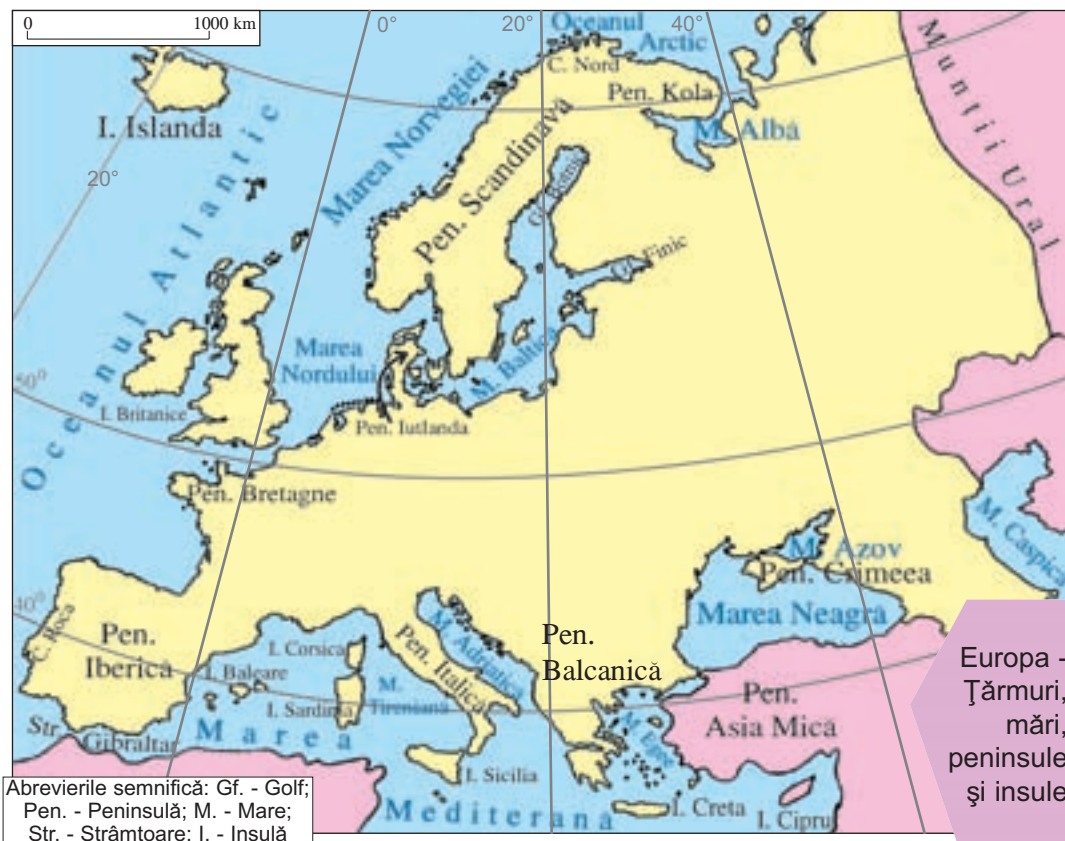 0 1000 km
0°
20°
40°
Oceanul
Arctic
C. Nord
Pen. Kola
M. Albă
Munții Ural
I. Islanda
20°
Oceanul Atlantic
Marea Norvegiei
Pen. Scandinavă
Gf. Botnic
Gf. Finic
Marea
Nordului
M. Baltică
50°
I. Britanice
Pen. Iutlanda
Pen. Bretagne
M. Caspică
M. Azov
Pen. Crimeea
Marea Neagră
40°
C. Roca
Pen.
Iberică
I. Corsica
I. Baleare
I. Sardinia
M.
Tireniană
M. Adriatică
Pen. Italică
Pen.
Balcanică
Pen.
Asia Mică
M. Egee
Str. Gibraltar
Marea
Mediterană
I. Sicilia
I. Creta
I. Cipru
Europa -
Ţărmuri,
mări,
peninsule
şi insule
Abrevierile semnifică: Gf. - Golf;
Pen. - Peninsulă; M. - Mare;
Str. - Strâmtoare; I. - Insulă